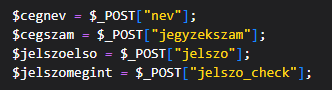 $cegnev = $_POST["nev"];
$cegszam = $_POST["jegyzekszam"];
$jelszoelso = $_POST["jelszo"];
$jelszomegint = $_POST["jelszo_check"];